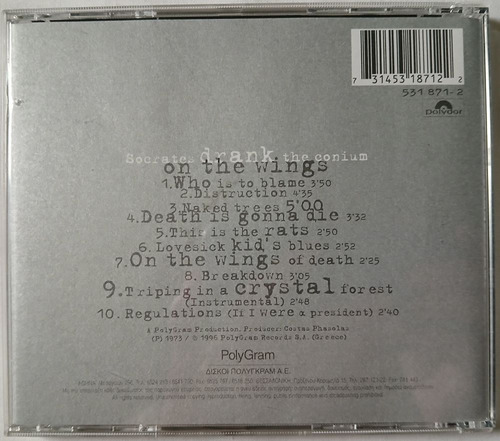 7 31453 18712 2
531 871-2
polydor
Socrates drank the conium
on the wings
1.Who is to blame 3'50
2.Distruction 4'35
3.Naked trees 5'00
4.Death is gonna die 3'32
5.This is the rats 2'50
6.Lovesick kid's blues 2'52
7.On the wings of death 2'25
8.Breakdown 3'05
9.Triping in a crystal forest
(Instrumental) 2'48
10.Regulations (If I were a president) 2'40
A PolyGram Production. Producer: Costas Phasolas
(P) 1973 / © 1996 PolyGram Records S.A. (Greece)
PolyGram
ΔΙΣΚΟΙ ΠΟΛΥΓΚΡΑΜ Α.Ε.